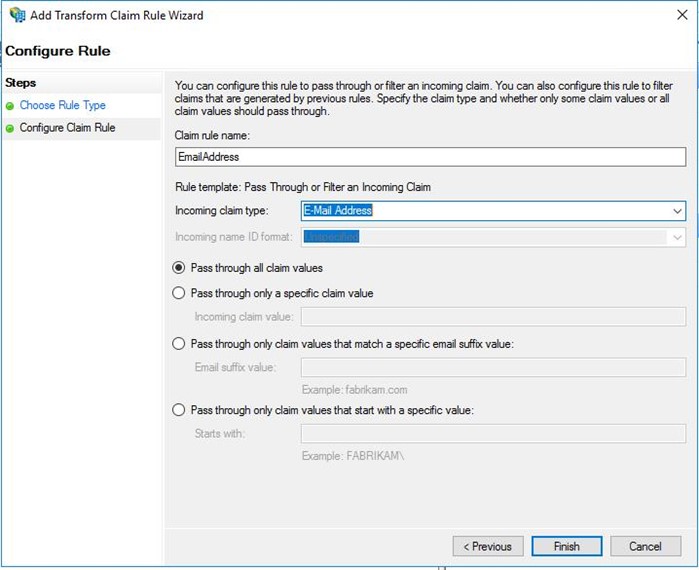 Add Transform Claim Rule Wizard
Configure Rule
Steps
Choose Rule Type
Configure Claim Rule
You can configure this rule to pass through or filter an incoming claim. You can also configure this rule to filter
claims that are generated by previous rules. Specify the claim type and whether only some claim values or all
claim values should pass through.
Claim rule name:
EmailAddress
Rule template: Pass Through or Filter an Incoming Claim
Incoming claim type:
E-Mail Address
Incoming name ID format:
Unspecified
Pass through all claim values
Pass through only a specific claim value
Incoming claim value:
Pass through only claim values that match a specific email suffix value:
Email suffix value:
Example: fabrikam.com
Pass through only claim values that start with a specific value:
Starts with:
Example: FABRIKAM\
< Previous
Finish
Cancel